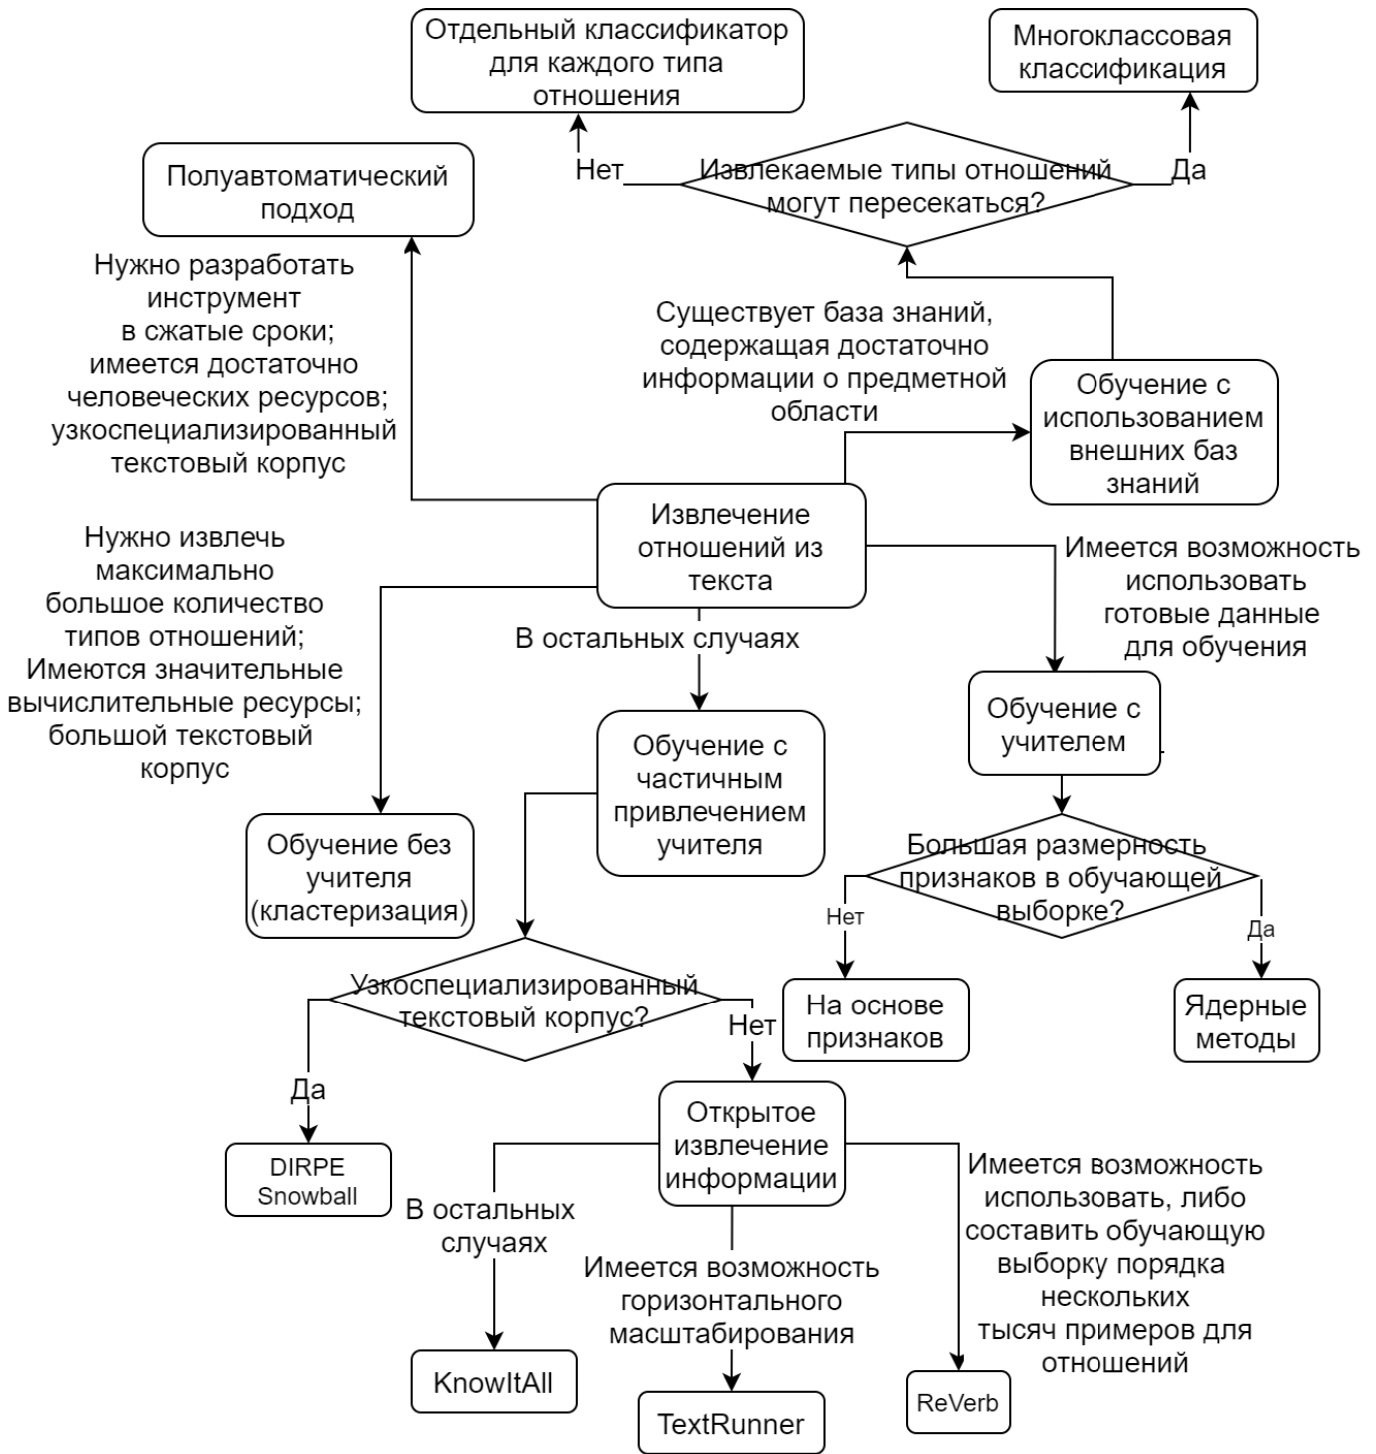 Отдельный классификатор
для каждого типа
отношения
Многоклассовая
классификация
Нет
Извлекаемые типы отношений
могут пересекаться?
Да
Полуавтоматический
подход
Нужно разработать
инструмент
в сжатые сроки;
имеется достаточно
человеческих ресурсов;
узкоспециализированный
текстовый корпус
Существует база знаний,
содержащая достаточно
информации о предметной
области
Обучение с
использованием
внешних баз
знаний
Извлечение
отношений из
текста
Нужно извлечь
максимально
большое количество
типов отношений;
Имеются значительные
вычислительные ресурсы;
большой текстовый
корпус
В остальных случаях
Имеется возможность
использовать
готовые данные
для обучения
Обучение с
учителем
Обучение с
частичным
привлечением
учителя
Обучение без
учителя
(кластеризация)
Большая размерность
признаков в обучающей
выборке?
Нет
Да
Узкоспециализированный
текстовый корпус?
Нет
На основе
признаков
Ядерные
методы
Да
DIRPE
Snowball
Открытое
извлечение
информации
В остальных
случаях
Имеется возможность
горизонтального
масштабирования
Имеется возможность
использовать, либо
составить обучающую
выборку порядка
нескольких
тысяч примеров для
отношений
KnowItAll
TextRunner
ReVerb